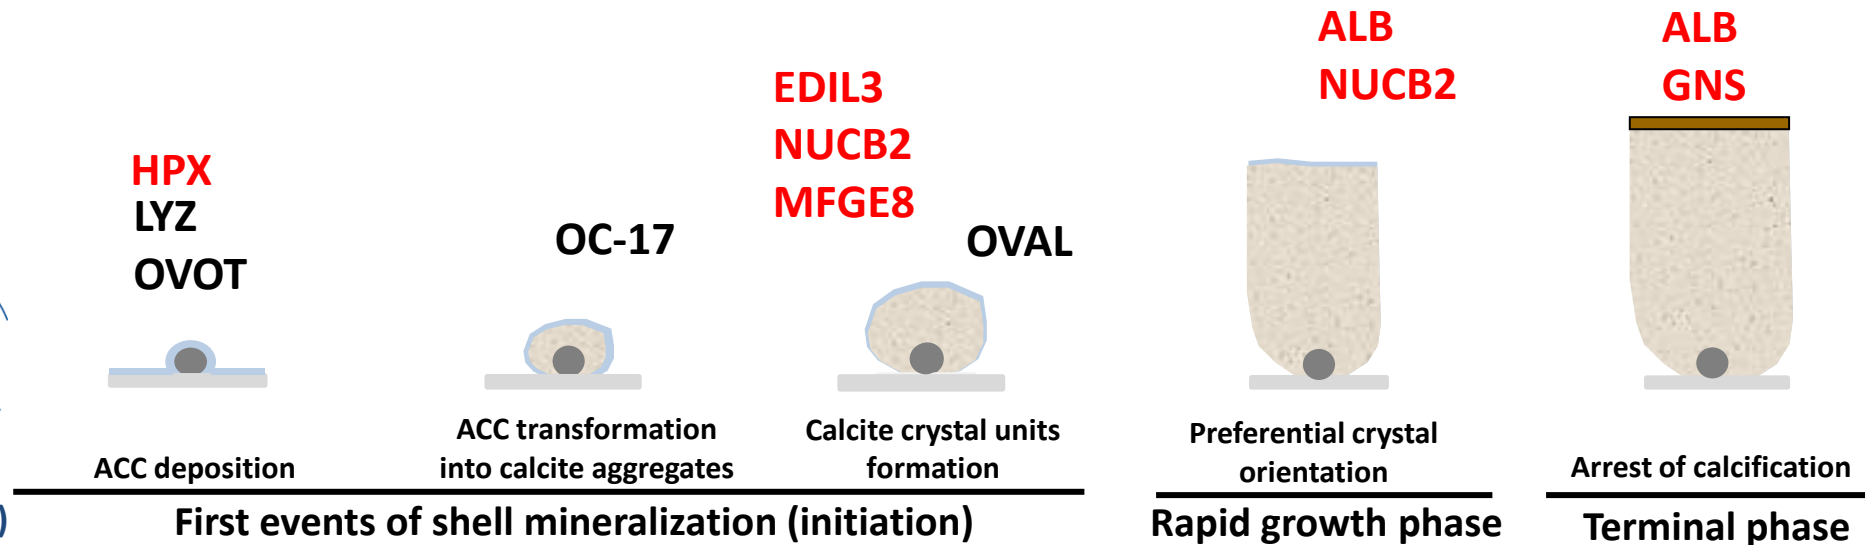 HPX
LYZ
OVOT
OC-17
EDIL3
NUCB2
MFGE8
OVAL
ALB
NUCB2
ALB
GNS
ACC deposition
ACC transformation
into calcite aggregates
Calcite crystal units
formation
Preferential crystal
orientation
Arrest of calcification
)
First events of shell mineralization (initiation)
Rapid growth phase
Terminal phase